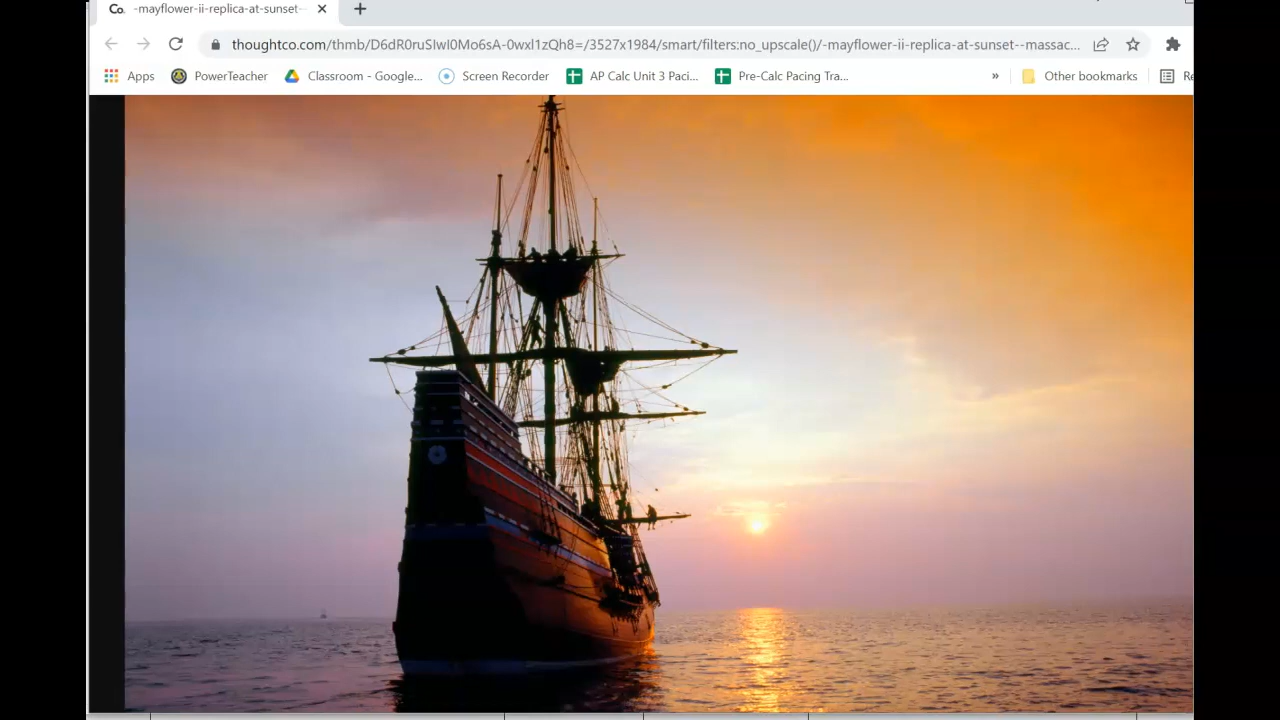 Co. -mayflower-ii-replica-at-sunset-
thoughtco.com/thmb/D6dR0ruSIwI0Mo6sA-0wxl1zQh8=/3527x1984/smart/filters:no_upscale()/-mayflower-ii-replica-at-sunset--massac...
Apps PowerTeacher Classroom - Google... Screen Recorder AP Calc Unit 3 Paci... Pre-Calc Pacing Tra... » Other bookmarks Re